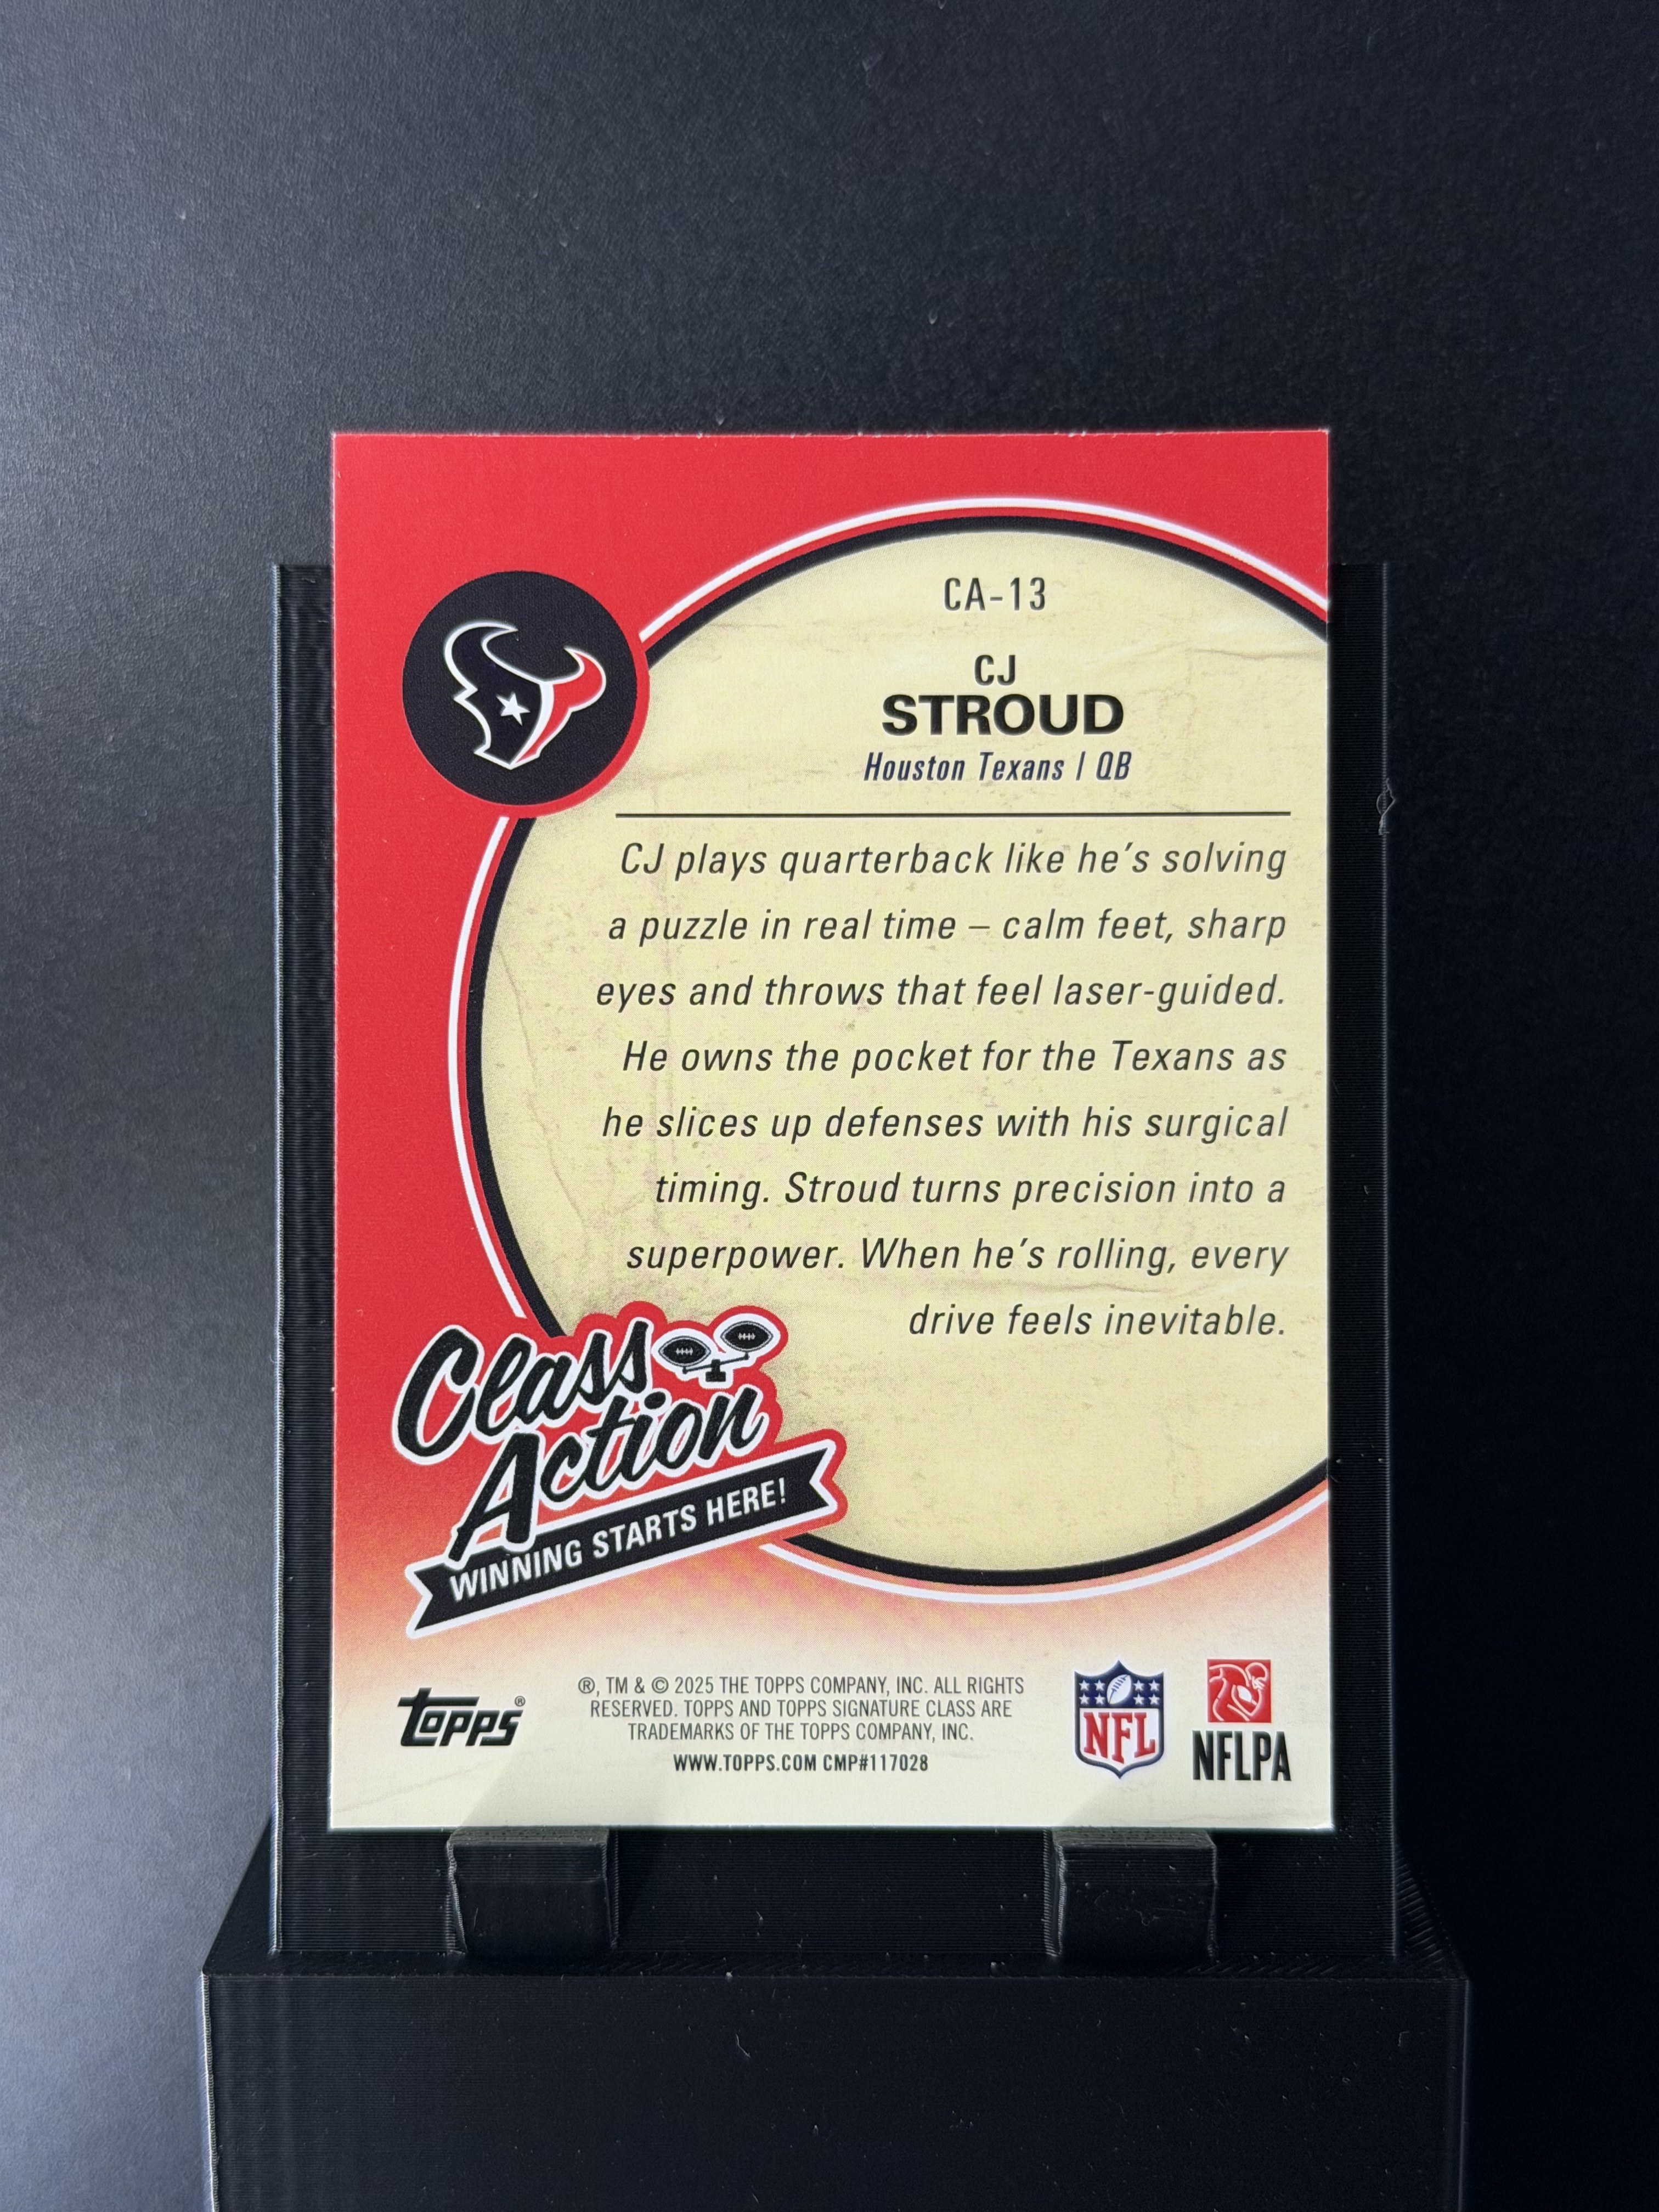 CA-13
CJ
STROUD
Houston Texans | QB
CJ plays quarterback like he's solving
a puzzle in real time – calm feet, sharp
eyes and throws that feel laser-guided.
He owns the pocket for the Texans as
he slices up defenses with his surgical
timing. Stroud turns precision into a
superpower. When he's rolling, every
drive feels inevitable.
Class
Action
WINNING STARTS HERE!
topps®
®, TM & © 2025 THE TOPPS COMPANY, INC. ALL RIGHTS
RESERVED. TOPPS AND TOPPS SIGNATURE CLASS ARE
TRADEMARKS OF THE TOPPS COMPANY, INC.
WWW.TOPPS.COM CMP#117028
NFL
NFLPA